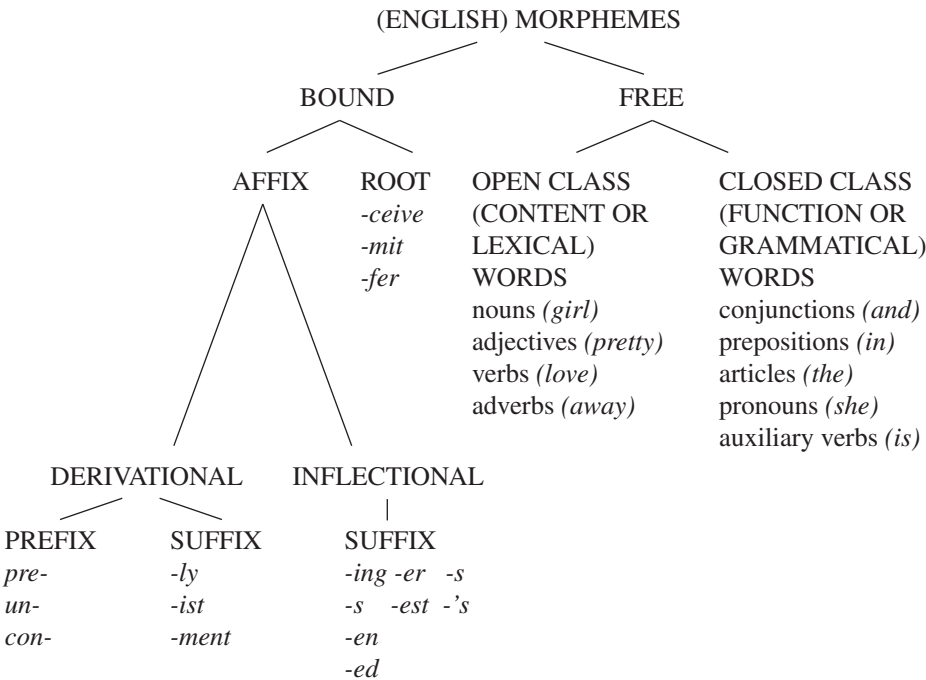 (ENGLISH) MORPHEMES
BOUND
FREE
AFFIX
ROOT
-ceive
-mit
-fer
OPEN CLASS
(CONTENT OR
LEXICAL)
WORDS
nouns (girl)
adjectives (pretty)
verbs (love)
adverbs (away)
CLOSED CLASS
(FUNCTION OR
GRAMMATICAL)
WORDS
conjunctions (and)
prepositions (in)
articles (the)
pronouns (she)
auxiliary verbs (is)
DERIVATIONAL
INFLECTIONAL
PREFIX
pre-
un-
con-
SUFFIX
-ly
-ist
-ment
SUFFIX
-ing -er -s
-s -est -'s
-en
-ed